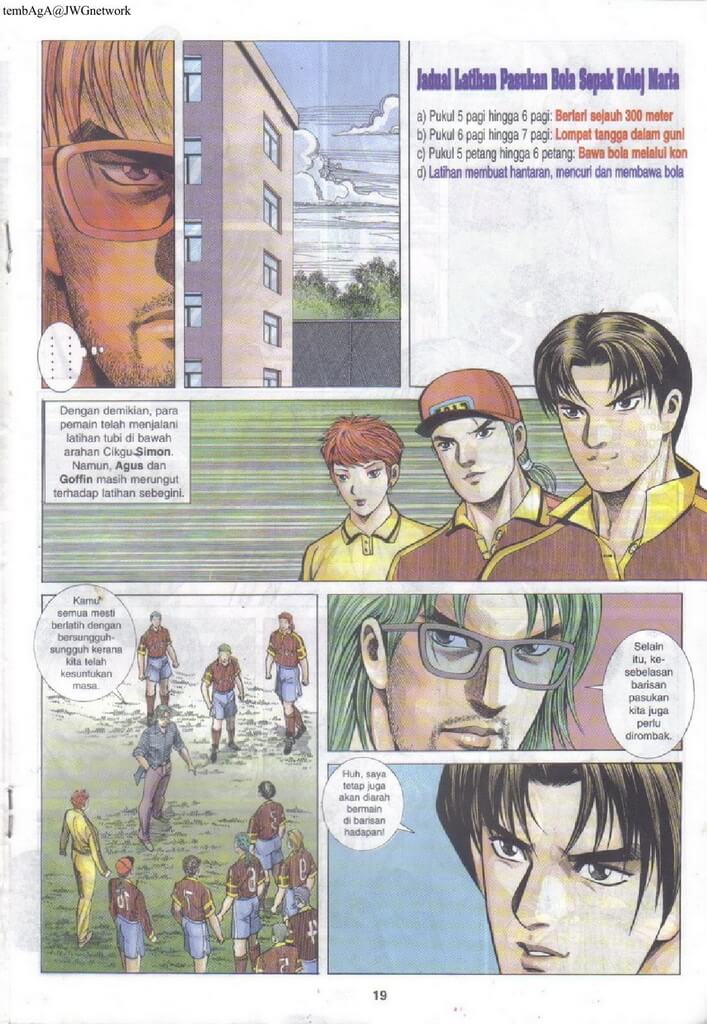 tembAgA@JWGnetwork
Jadual Latihan Pasukan Bola Sepak Kolej Maria
a) Pukul 5 pagi hingga 6 pagi: Berlari sejauh 300 meter
b) Pukul 6 pagi hingga 7 pagi: Lompat tangga dalam guni
c) Pukul 5 petang hingga 6 petang: Bawa bola melalui kon
d) Latihan membuat hantaran, mencuri dan membawa bola
Dengan demikian, para
pemain telah menjalani
latihan tubi di bawah
arahan Cikgu Simon.
Namun, Agus dan
Goffin masih merungut
terhadap latihan sebegini.
Kamu
semua mesti
berlatih dengan
bersungguh-
sungguh kerana
kita telah
kesuntukan
masa.
Selain
itu, ke-
sebelasan
barisan
pasukan
kita juga
perlu
dirombak.
Huh, saya
tetap juga
akan diarah
bermain
di barisan
hadapan!
19